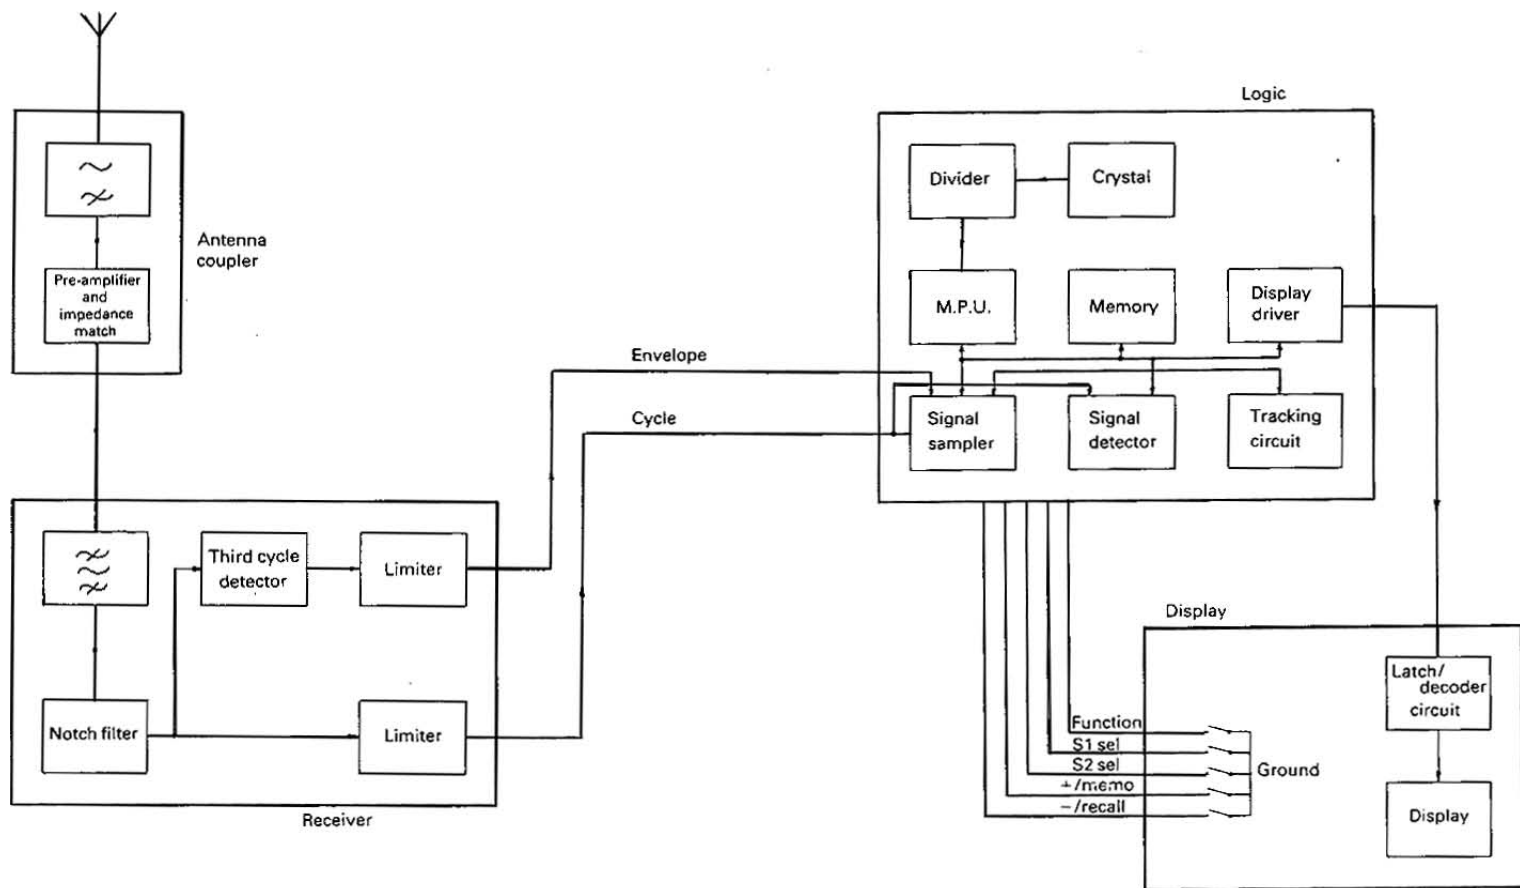 Logic
Divider
Crystal
Antenna
coupler
Pre-amplifier
and
impedance
match
M.P.U.
Memory
Display
driver
Envelope
Cycle
Signal
sampler
Signal
detector
Tracking
circuit
Third cycle
detector
Limiter
Notch filter
Limiter
Receiver
Display
Latch/
decoder
circuit
Function
S1 sel
S2 sel
+/memo
−/recall
Ground
Display